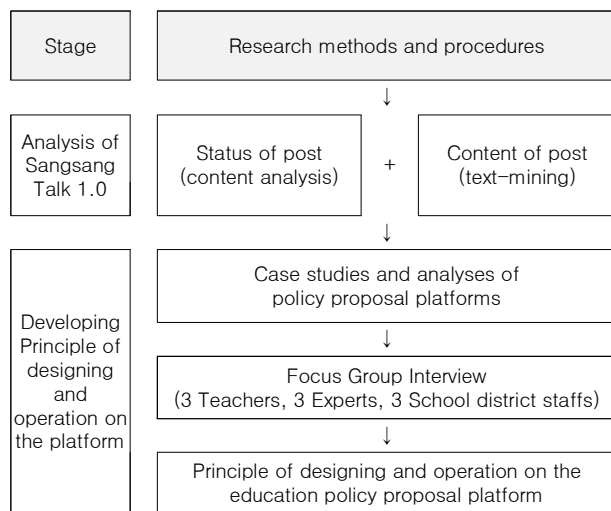 Stage
Research methods and procedures
↓
Analysis of
Sangsang
Talk 1.0
Status of post
(content analysis)
+
Content of post
(text-mining)
↓
Developing
Principle of
designing
and
operation on
the platform
Case studies and analyses of
policy proposal platforms
↓
Focus Group Interview
(3 Teachers, 3 Experts, 3 School district staffs)
↓
Principle of designing and operation on the
education policy proposal platform